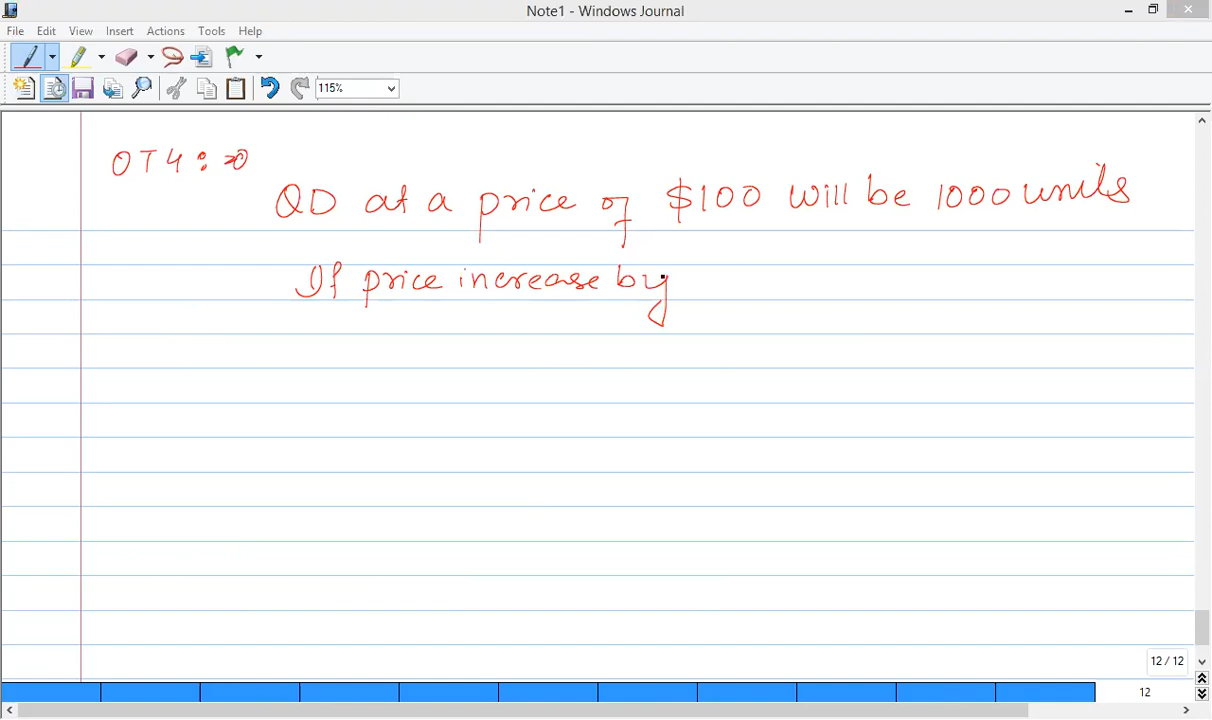 Note1 - Windows Journal
File Edit View Insert Actions Tools Help
115%
OT4 :⇒
QD at a price of $100 will be 1000 units
If price increase by
12 / 12
12